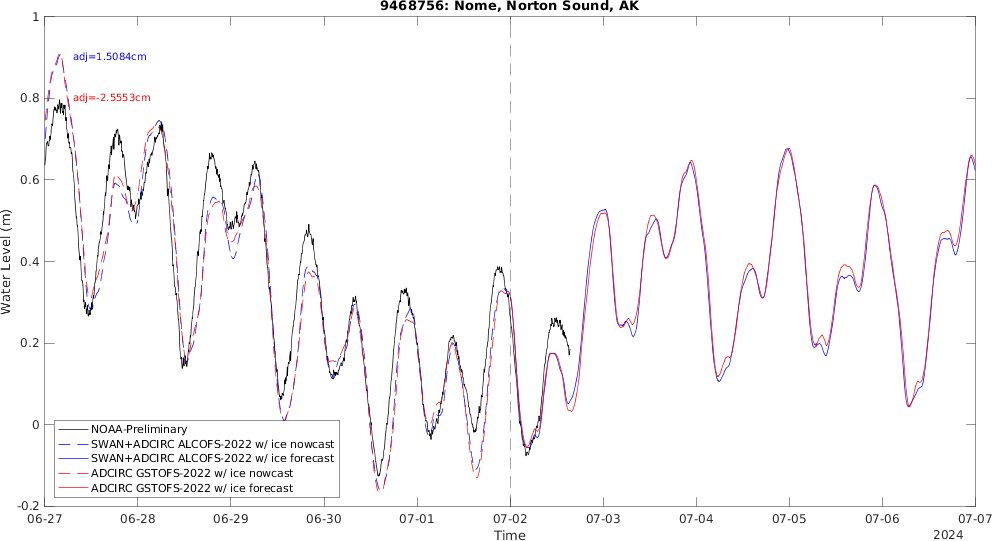 9468756: Nome, Norton Sound, AK
1
0.8
0.6
0.4
0.2
0
-0.2
Water Level (m)
adj=1.5084cm
adj=-2.5553cm
NOAA-Preliminary
SWAN+ADCIRC ALCOFS-2022 w/ ice nowcast
SWAN+ADCIRC ALCOFS-2022 w/ ice forecast
ADCIRC GSTOFS-2022 w/ ice nowcast
ADCIRC GSTOFS-2022 w/ ice forecast
06-27 06-28 06-29 06-30 07-01 07-02 07-03 07-04 07-05 07-06 07-07
Time
2024